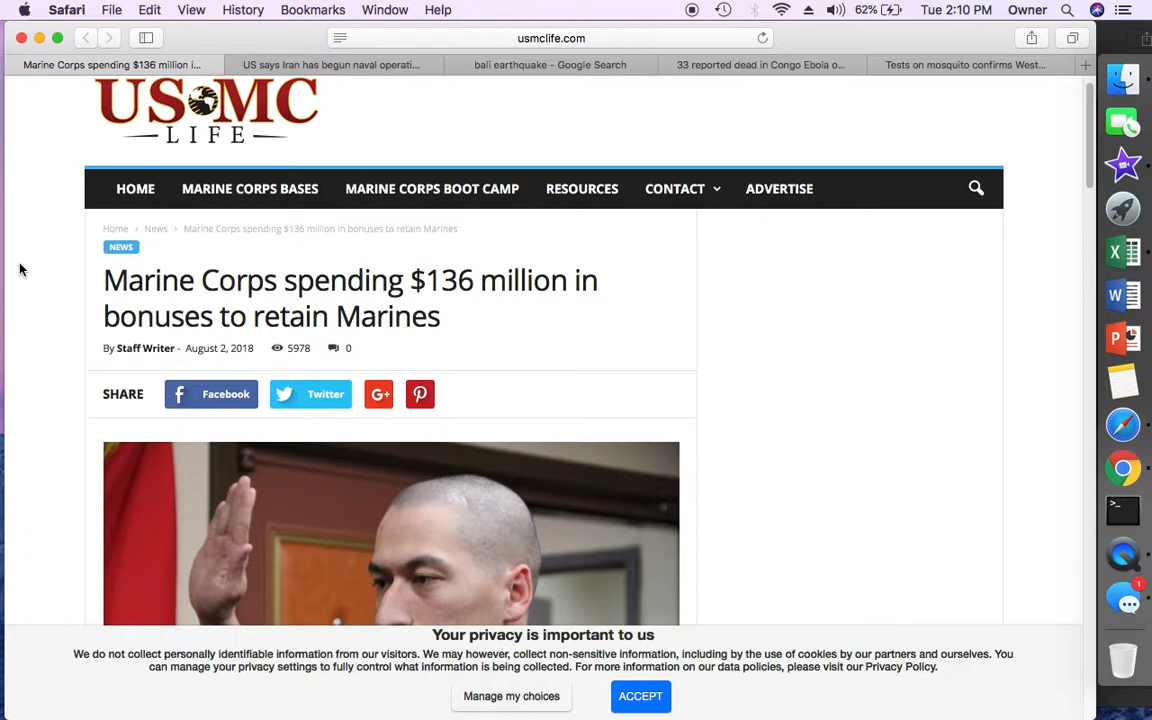 Safari File Edit View History Bookmarks Window Help 62% Tue 2:10 PM Owner
usmclife.com
Marine Corps spending $136 million i... US says Iran has begun naval operati... bali earthquake - Google Search 33 reported dead in Congo Ebola o... Tests on mosquito confirms West...
USMC
LIFE
HOME MARINE CORPS BASES MARINE CORPS BOOT CAMP RESOURCES CONTACT ADVERTISE
Home › News › Marine Corps spending $136 million in bonuses to retain Marines
NEWS
Marine Corps spending $136 million in
bonuses to retain Marines
By Staff Writer - August 2, 2018 5978 0
SHARE Facebook Twitter G+
Your privacy is important to us
We do not collect personally identifiable information from our visitors. We may however, collect non-sensitive information, including by the use of cookies by our partners and ourselves. You
can manage your privacy settings to fully control what information is being collected. For more information on our data policies, please visit our Privacy Policy.
Manage my choices ACCEPT
X
W
P
>_
1